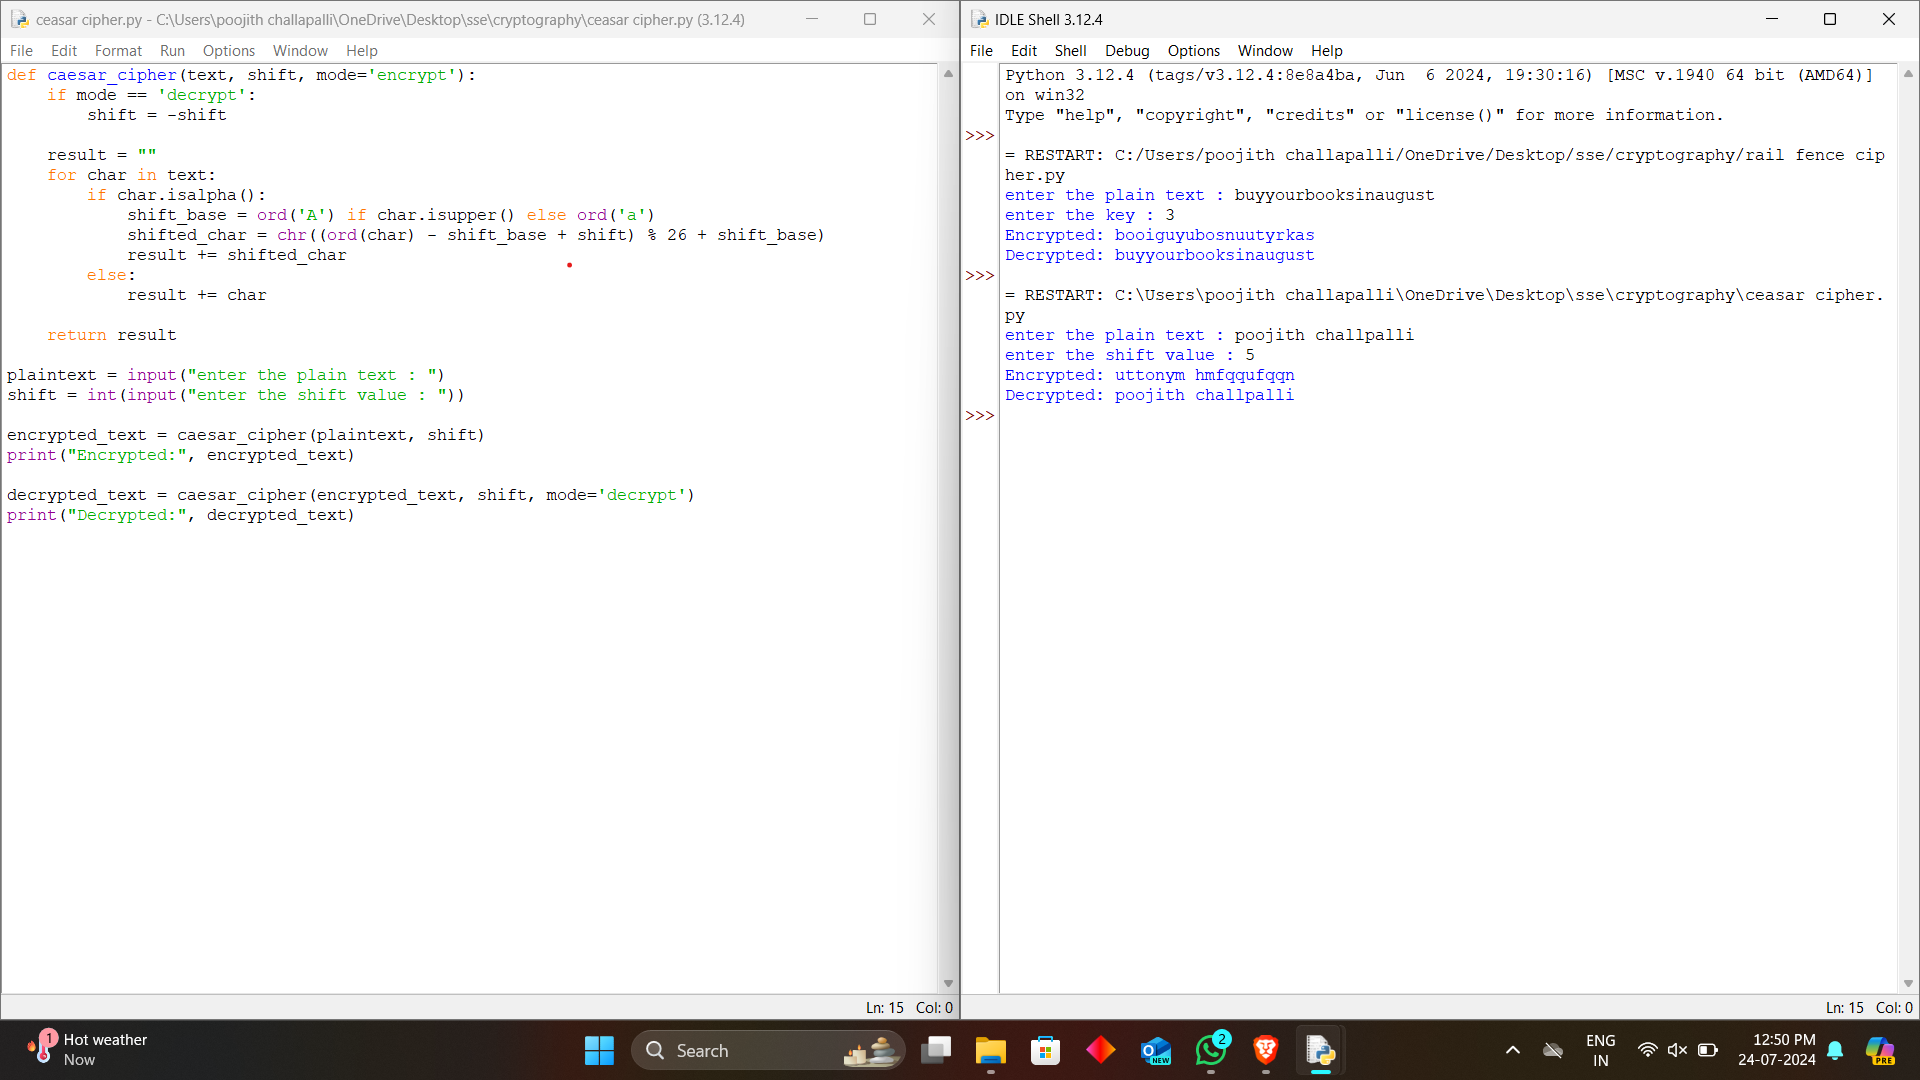 ceasar cipher.py - C:\Users\poojith challapalli\OneDrive\Desktop\sse\cryptography\ceasar cipher.py (3.12.4)
File Edit Format Run Options Window Help
def caesar_cipher(text, shift, mode='encrypt'):
    if mode == 'decrypt':
        shift = -shift

    result = ""
    for char in text:
        if char.isalpha():
            shift_base = ord('A') if char.isupper() else ord('a')
            shifted_char = chr((ord(char) - shift_base + shift) % 26 + shift_base)
            result += shifted_char
        else:
            result += char

    return result

plaintext = input("enter the plain text : ")
shift = int(input("enter the shift value : "))

encrypted_text = caesar_cipher(plaintext, shift)
print("Encrypted:", encrypted_text)

decrypted_text = caesar_cipher(encrypted_text, shift, mode='decrypt')
print("Decrypted:", decrypted_text)
Ln: 15 Col: 0
IDLE Shell 3.12.4
File Edit Shell Debug Options Window Help
Python 3.12.4 (tags/v3.12.4:8e8a4ba, Jun  6 2024, 19:30:16) [MSC v.1940 64 bit (AMD64)]
on win32
Type "help", "copyright", "credits" or "license()" for more information.
>>>
= RESTART: C:/Users/poojith challapalli/OneDrive/Desktop/sse/cryptography/rail fence cip
her.py
enter the plain text : buyyourbooksinaugust
enter the key : 3
Encrypted: booiguyubosnuutyrkas
Decrypted: buyyourbooksinaugust
>>>
= RESTART: C:\Users\poojith challapalli\OneDrive\Desktop\sse\cryptography\ceasar cipher.
py
enter the plain text : poojith challpalli
enter the shift value : 5
Encrypted: uttonym hmfqqufqqn
Decrypted: poojith challpalli
>>>
Ln: 15 Col: 0
1
Hot weather
Now
Search
NEW
2
ENG
IN
12:50 PM
24-07-2024
PRE